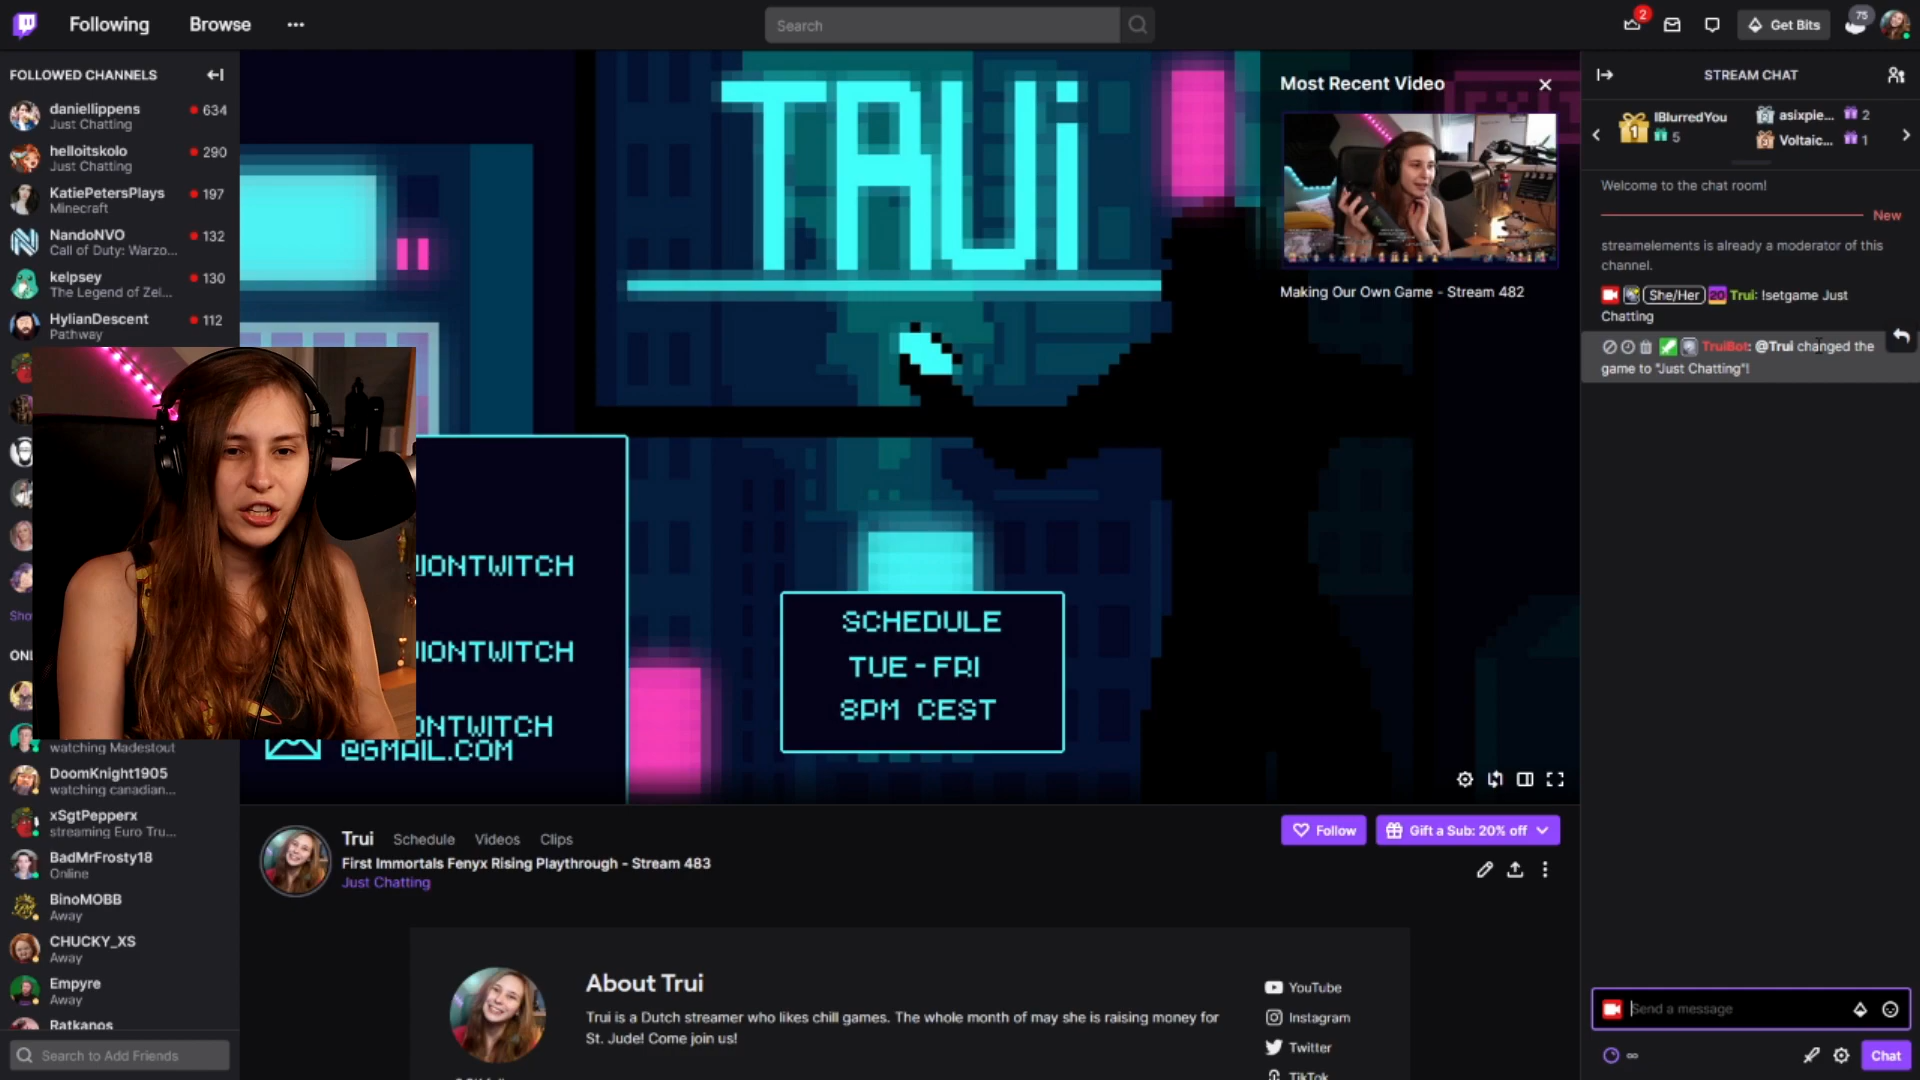 Following
Browse
Search
2
Get Bits
75
FOLLOWED CHANNELS
daniellippens
634
Just Chatting
helloitskolo
290
Just Chatting
KatiePetersPlays
197
Minecraft
NandoNVO
132
Call of Duty: Warzo...
kelpsey
130
The Legend of Zel...
HylianDescent
112
Pathway
watching Madestout
DoomKnight1905
watching canadian...
xSgtPepperx
streaming Euro Tru...
BadMrFrosty18
Online
BinoMOBB
Away
CHUCKY_XS
Away
Empyre
Away
Ratkanos
Search to Add Friends
TRUi
IONTWITCH
IONTWITCH
ONTWITCH
@GMAIL.COM
SCHEDULE
TUE-FRI
8PM CEST
Most Recent Video
Making Our Own Game - Stream 482
Trui
Schedule
Videos
Clips
First Immortals Fenyx Rising Playthrough - Stream 483
Just Chatting
Follow
Gift a Sub: 20% off
About Trui
Trui is a Dutch streamer who likes chill games. The whole month of may she is raising money for
St. Jude! Come join us!
YouTube
Instagram
Twitter
TikTok
STREAM CHAT
1
IBlurredYou
5
asixple...
2
Voltaic...
1
Welcome to the chat room!
New
streamelements is already a moderator of this
channel.
She/Her 20 Trui: !setgame Just
Chatting
TruiBot: @Trui changed the
game to "Just Chatting"!
Send a message
Chat